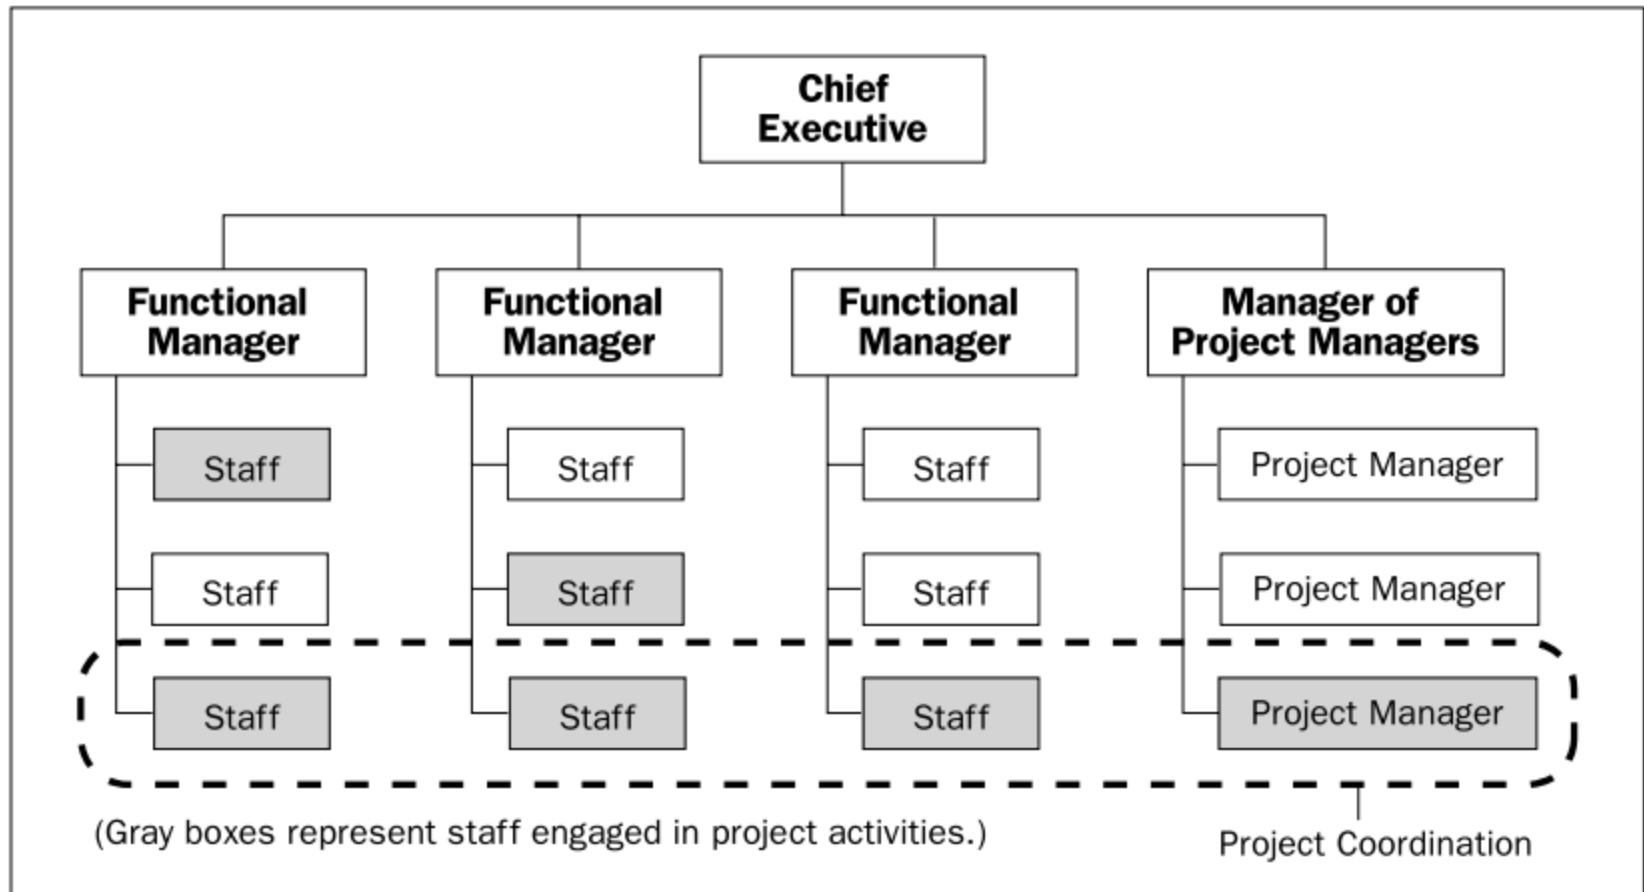 Chief
Executive
Functional
Manager
Functional
Manager
Functional
Manager
Manager of
Project Managers
Staff
Staff
Staff
Project Manager
Staff
Staff
Staff
Project Manager
Staff
Staff
Staff
Project Manager
(Gray boxes represent staff engaged in project activities.)
Project Coordination